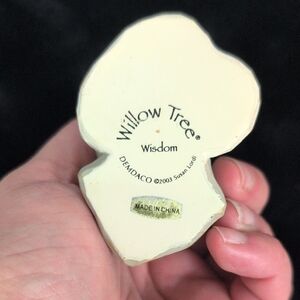 Willow Tree®
Wisdom
DEMDACO ©2003 Susan Lordi
MADE IN CHINA